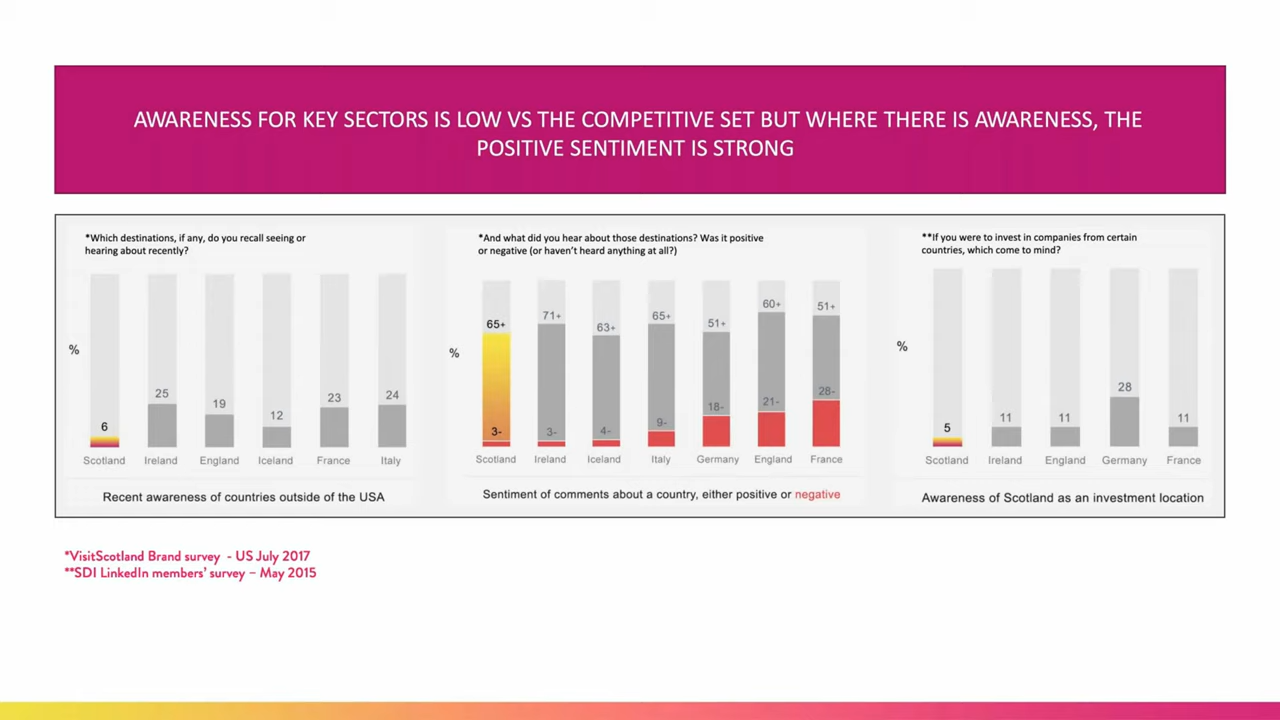 AWARENESS FOR KEY SECTORS IS LOW VS THE COMPETITIVE SET BUT WHERE THERE IS AWARENESS, THE
POSITIVE SENTIMENT IS STRONG
*Which destinations, if any, do you recall seeing or
hearing about recently?
%
6
25
19
12
23
24
Scotland Ireland England Iceland France Italy
Recent awareness of countries outside of the USA
*And what did you hear about those destinations? Was it positive
or negative (or haven't heard anything at all?)
%
65+ 71+ 63+ 65+ 51+ 60+ 51+
3- 3- 4- 9- 18- 21- 28-
Scotland Ireland Iceland Italy Germany England France
Sentiment of comments about a country, either positive or negative
**If you were to invest in companies from certain
countries, which come to mind?
%
5 11 11 28 11
Scotland Ireland England Germany France
Awareness of Scotland as an investment location
*VisitScotland Brand survey - US July 2017
**SDI LinkedIn members' survey – May 2015